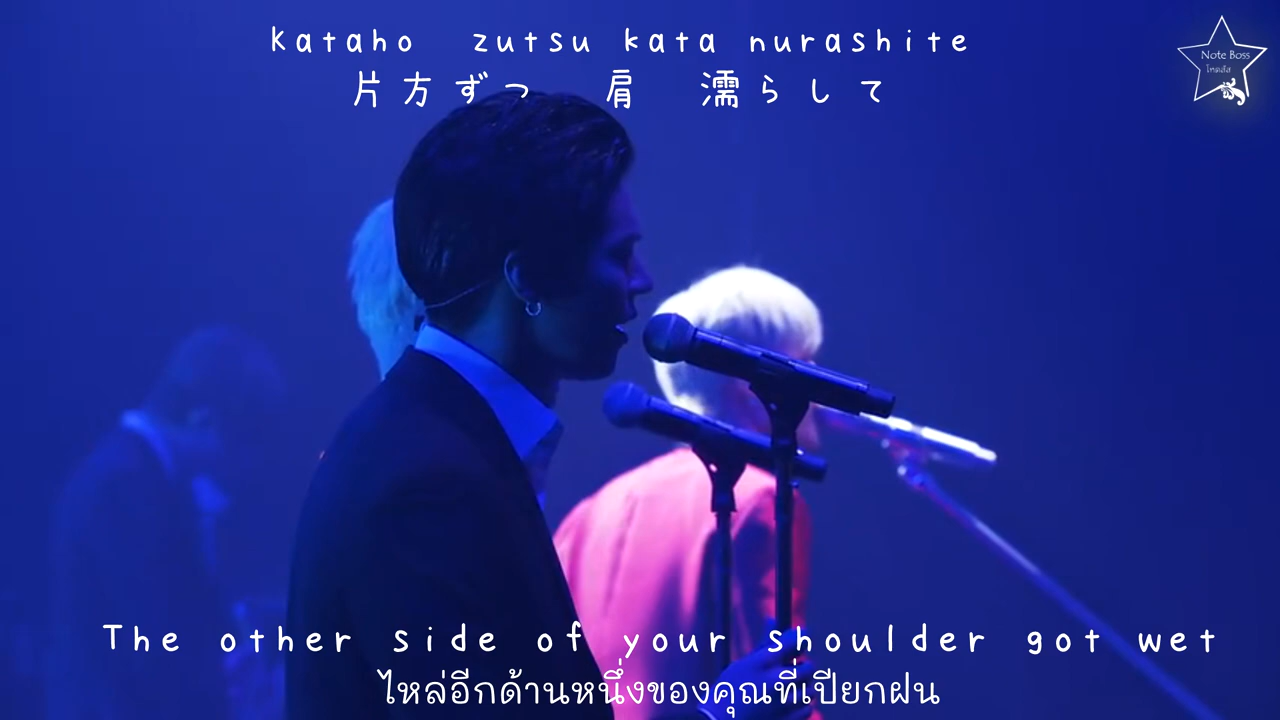 kataho zutsu kata nurashite
片方ずつ 肩 濡らして
Note Boss
The other side of your shoulder got wet
ไหล่อีกด้านหนึ่งของคุณที่เปียกฝน